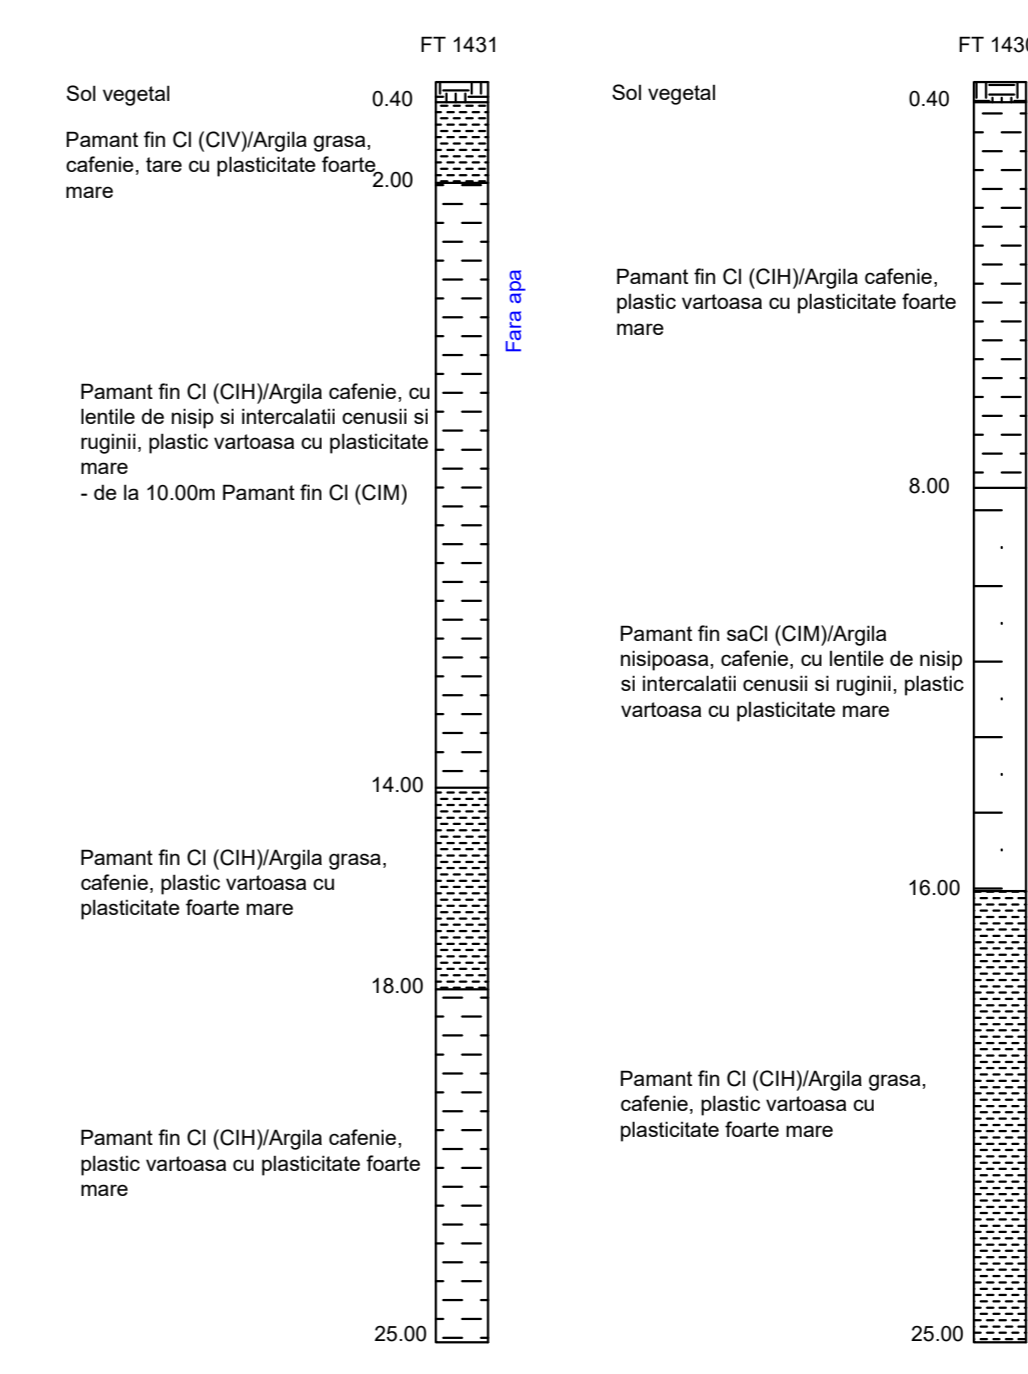 FT 1431
Sol vegetal
0.40
Pamant fin Cl (CIV)/Argila grasa,
cafenie, tare cu plasticitate foarte
mare
2.00
Fara apa
Pamant fin Cl (CIH)/Argila cafenie, cu
lentile de nisip si intercalatii cenusii si
ruginii, plastic vartoasa cu plasticitate
mare
- de la 10.00m Pamant fin Cl (CIM)
14.00
Pamant fin Cl (CIH)/Argila grasa,
cafenie, plastic vartoasa cu
plasticitate foarte mare
18.00
Pamant fin Cl (CIH)/Argila cafenie,
plastic vartoasa cu plasticitate foarte
mare
25.00
FT 1430
Sol vegetal
0.40
Pamant fin Cl (CIH)/Argila cafenie,
plastic vartoasa cu plasticitate foarte
mare
8.00
Pamant fin saCl (CIM)/Argila
nisipoasa, cafenie, cu lentile de nisip
si intercalatii cenusii si ruginii, plastic
vartoasa cu plasticitate mare
16.00
Pamant fin Cl (CIH)/Argila grasa,
cafenie, plastic vartoasa cu
plasticitate foarte mare
25.00